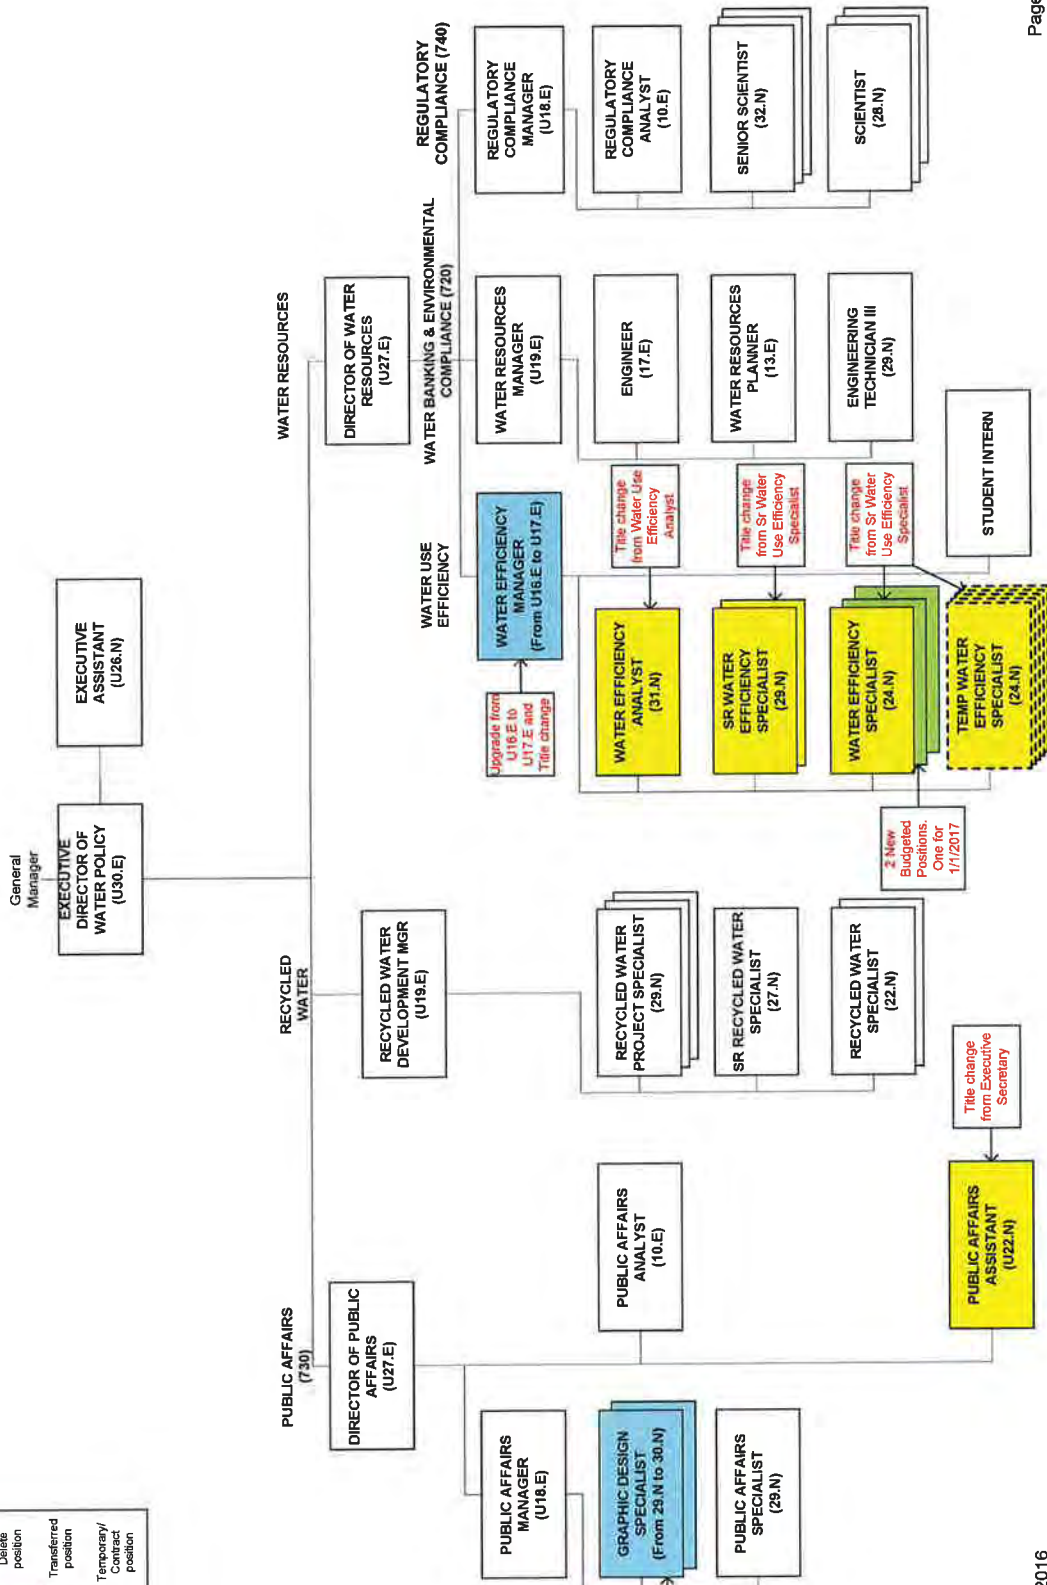 Delete
position
Transferred
position
Temporary/
Contract
position
General
Manager
EXECUTIVE
DIRECTOR OF
WATER POLICY
(U30.E)
EXECUTIVE
ASSISTANT
(U26.N)
PUBLIC AFFAIRS
(730)
DIRECTOR OF PUBLIC
AFFAIRS
(U27.E)
PUBLIC AFFAIRS
MANAGER
(U18.E)
GRAPHIC DESIGN
SPECIALIST
(From 29.N to 30.N)
PUBLIC AFFAIRS
SPECIALIST
(29.N)
PUBLIC AFFAIRS
ANALYST
(10.E)
PUBLIC AFFAIRS
ASSISTANT
(U22.N)
Title change
from Executive
Secretary
RECYCLED
WATER
RECYCLED WATER
DEVELOPMENT MGR
(U19.E)
RECYCLED WATER
PROJECT SPECIALIST
(29.N)
SR RECYCLED WATER
SPECIALIST
(27.N)
RECYCLED WATER
SPECIALIST
(22.N)
WATER RESOURCES
DIRECTOR OF WATER
RESOURCES
(U27.E)
WATER USE
EFFICIENCY
WATER EFFICIENCY
MANAGER
(From U16.E to U17.E)
Upgrade from
U16.E to
U17.E and
Title change
WATER EFFICIENCY
ANALYST
(31.N)
Title change
from Water Use
Efficiency
Analyst
SR WATER
EFFICIENCY
SPECIALIST
(29.N)
Title change
from Sr Water
Use Efficiency
Specialist
WATER EFFICIENCY
SPECIALIST
(24.N)
Title change
from Sr Water
Use Efficiency
Specialist
2 New
Budgeted
Positions.
One for
1/1/2017
TEMP WATER
EFFICIENCY
SPECIALIST
(24.N)
STUDENT INTERN
WATER BANKING & ENVIRONMENTAL
COMPLIANCE (720)
WATER RESOURCES
MANAGER
(U19.E)
ENGINEER
(17.E)
WATER RESOURCES
PLANNER
(13.E)
ENGINEERING
TECHNICIAN III
(29.N)
REGULATORY
COMPLIANCE (740)
REGULATORY
COMPLIANCE
MANAGER
(U18.E)
REGULATORY
COMPLIANCE
ANALYST
(10.E)
SENIOR SCIENTIST
(32.N)
SCIENTIST
(28.N)
2016
Page